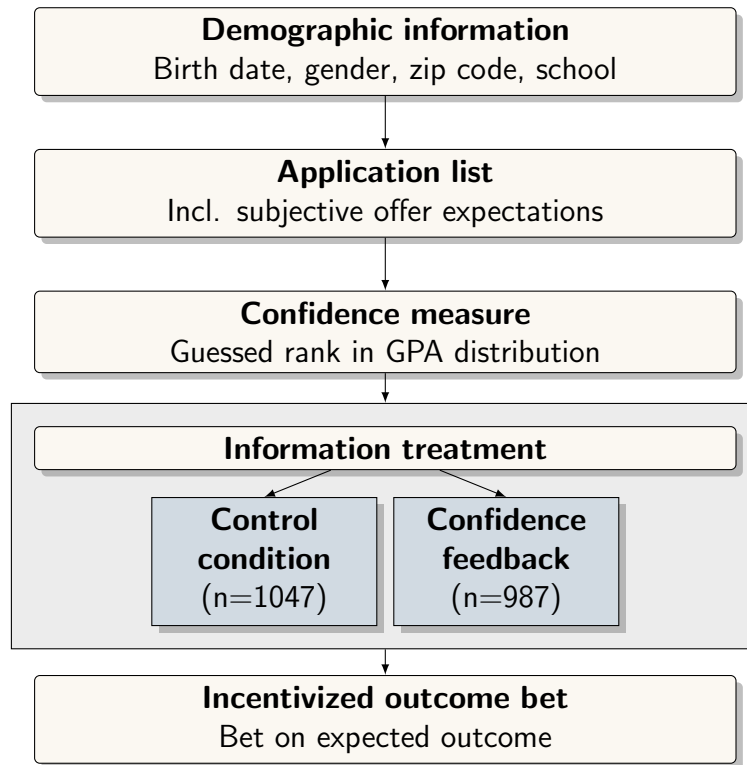 Demographic information
Birth date, gender, zip code, school
Application list
Incl. subjective offer expectations
Confidence measure
Guessed rank in GPA distribution
Information treatment
Control
condition
(n=1047)
Confidence
feedback
(n=987)
Incentivized outcome bet
Bet on expected outcome